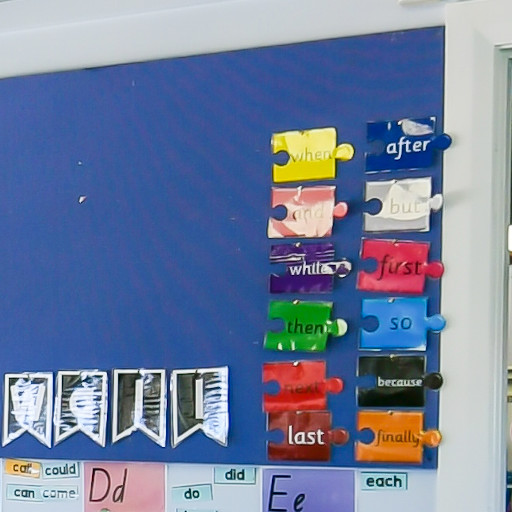 when
after
and
but
while
first
then
so
next
because
last
finally
call
could
did
each
can
come
Dd
do
Ee